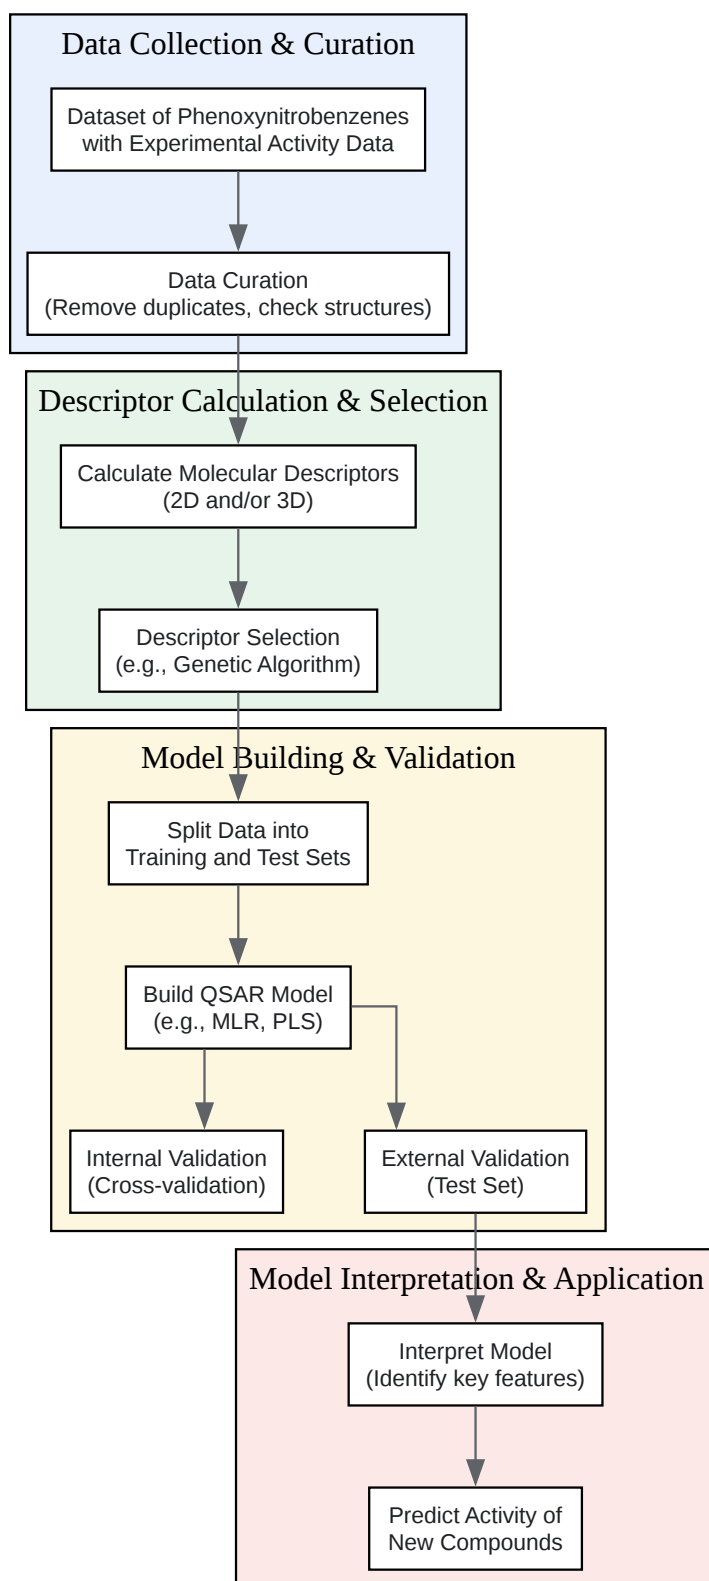 Data Collection & Curation
Dataset of Phenoxynitrobenzenes
with Experimental Activity Data
Data Curation
(Remove duplicates, check structures)
Descriptor Calculation & Selection
Calculate Molecular Descriptors
(2D and/or 3D)
Descriptor Selection
(e.g., Genetic Algorithm)
Model Building & Validation
Split Data into
Training and Test Sets
Build QSAR Model
(e.g., MLR, PLS)
Internal Validation
(Cross-validation)
External Validation
(Test Set)
Model Interpretation & Application
Interpret Model
(Identify key features)
Predict Activity of
New Compounds